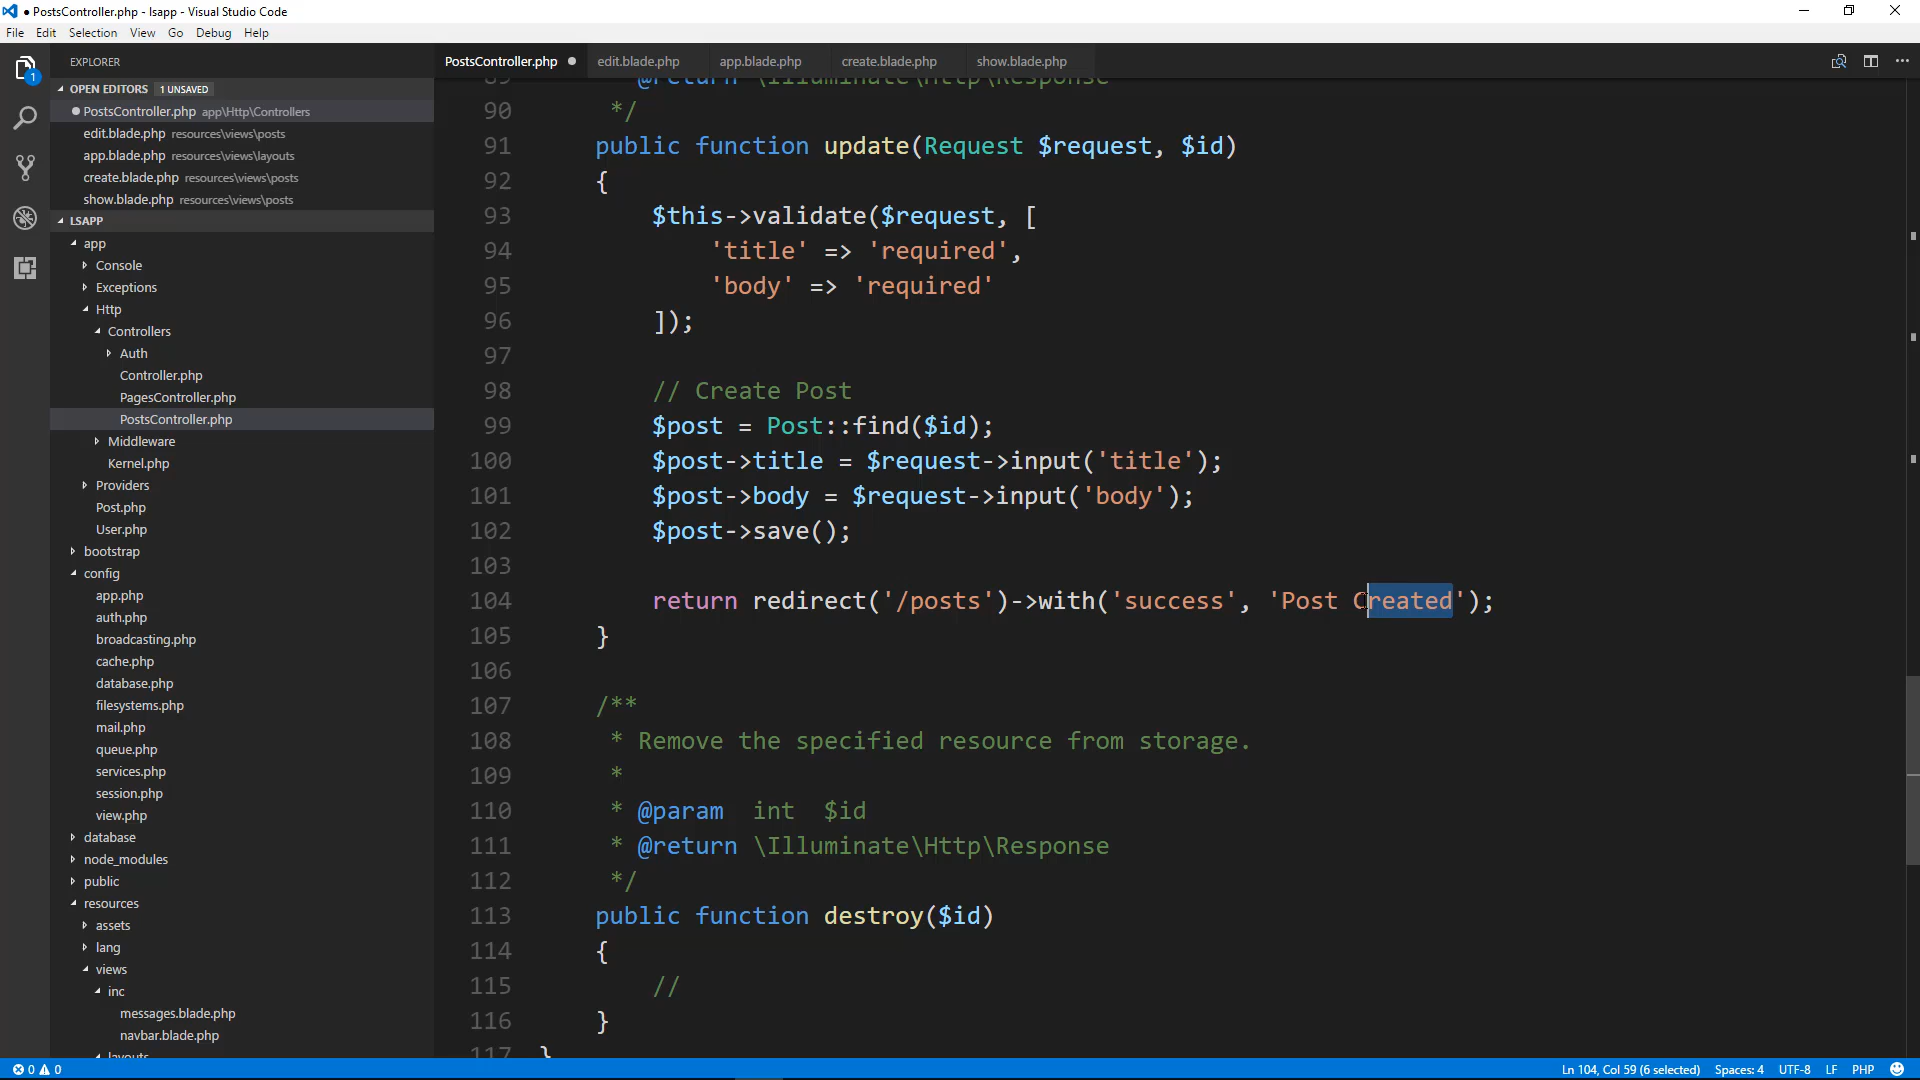 ● PostsController.php - lsapp - Visual Studio Code
File Edit Selection View Go Debug Help
1
EXPLORER
OPEN EDITORS 1 UNSAVED
PostsController.php app\Http\Controllers
edit.blade.php resources\views\posts
app.blade.php resources\views\layouts
create.blade.php resources\views\posts
show.blade.php resources\views\posts
LSAPP
app
Console
Exceptions
Http
Controllers
Auth
Controller.php
PagesController.php
PostsController.php
Middleware
Kernel.php
Providers
Post.php
User.php
bootstrap
config
app.php
auth.php
broadcasting.php
cache.php
database.php
filesystems.php
mail.php
queue.php
services.php
session.php
view.php
database
node_modules
public
resources
assets
lang
views
inc
messages.blade.php
navbar.blade.php
layouts
PostsController.php ● edit.blade.php app.blade.php create.blade.php show.blade.php
89 @return \Illuminate\Http\Response
90 */
91 public function update(Request $request, $id)
92 {
93 $this->validate($request, [
94 'title' => 'required',
95 'body' => 'required'
96 ]);
97
98 // Create Post
99 $post = Post::find($id);
100 $post->title = $request->input('title');
101 $post->body = $request->input('body');
102 $post->save();
103
104 return redirect('/posts')->with('success', 'Post Created');
105 }
106
107 /**
108 * Remove the specified resource from storage.
109 *
110 * @param int $id
111 * @return \Illuminate\Http\Response
112 */
113 public function destroy($id)
114 {
115 //
116 }
117 }
0 0 Ln 104, Col 59 (6 selected) Spaces: 4 UTF-8 LF PHP